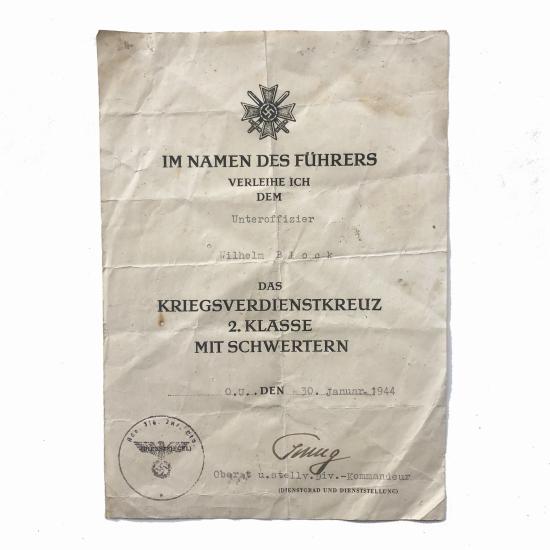 IM NAMEN DES FÜHRERS
VERLEIHE ICH
DEM
Unteroffizier
Wilhelm B l o c k
DAS
KRIEGSVERDIENSTKREUZ
2. KLASSE
MIT SCHWERTERN
O.U., DEN 30. Januar 1944
(DIENSTSIEGEL)
Oberst u.stellv.Div.-Kommandeur
(DIENSTGRAD UND DIENSTSTELLUNG)